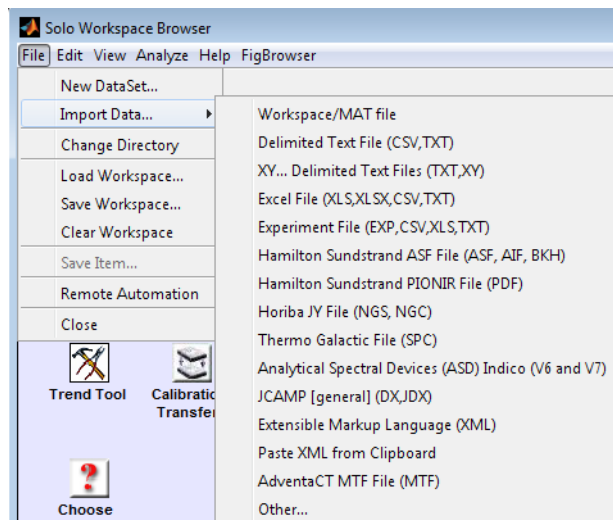 Solo Workspace Browser
File Edit View Analyze Help FigBrowser
New DataSet...
Import Data...
Change Directory
Load Workspace...
Save Workspace...
Clear Workspace
Save Item...
Remote Automation
Close
Workspace/MAT file
Delimited Text File (CSV,TXT)
XY... Delimited Text Files (TXT,XY)
Excel File (XLS,XLSX,CSV,TXT)
Experiment File (EXP,CSV,XLS,TXT)
Hamilton Sundstrand ASF File (ASF, AIF, BKH)
Hamilton Sundstrand PIONIR File (PDF)
Horiba JY File (NGS, NGC)
Thermo Galactic File (SPC)
Analytical Spectral Devices (ASD) Indico (V6 and V7)
JCAMP [general] (DX,JDX)
Extensible Markup Language (XML)
Paste XML from Clipboard
AdventaCT MTF File (MTF)
Other...
Trend Tool
Calibratic
Transfe
Choose